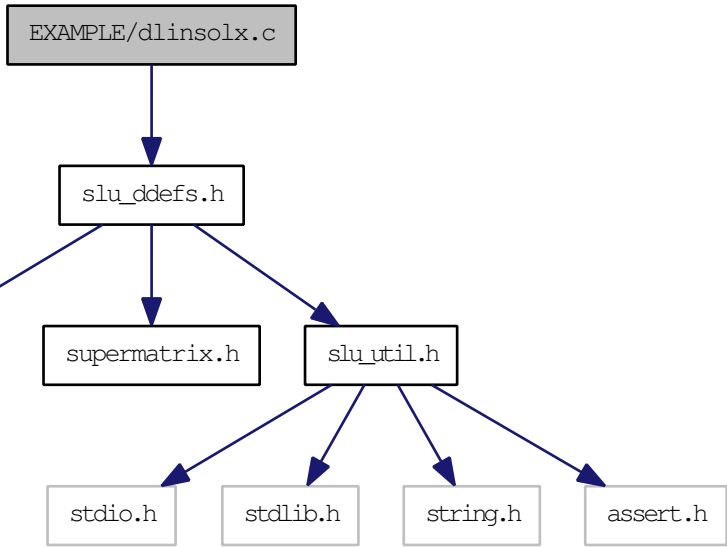 EXAMPLE/dlinsolx.c
slu_ddefs.h
supermatrix.h
slu_util.h
stdio.h
stdlib.h
string.h
assert.h